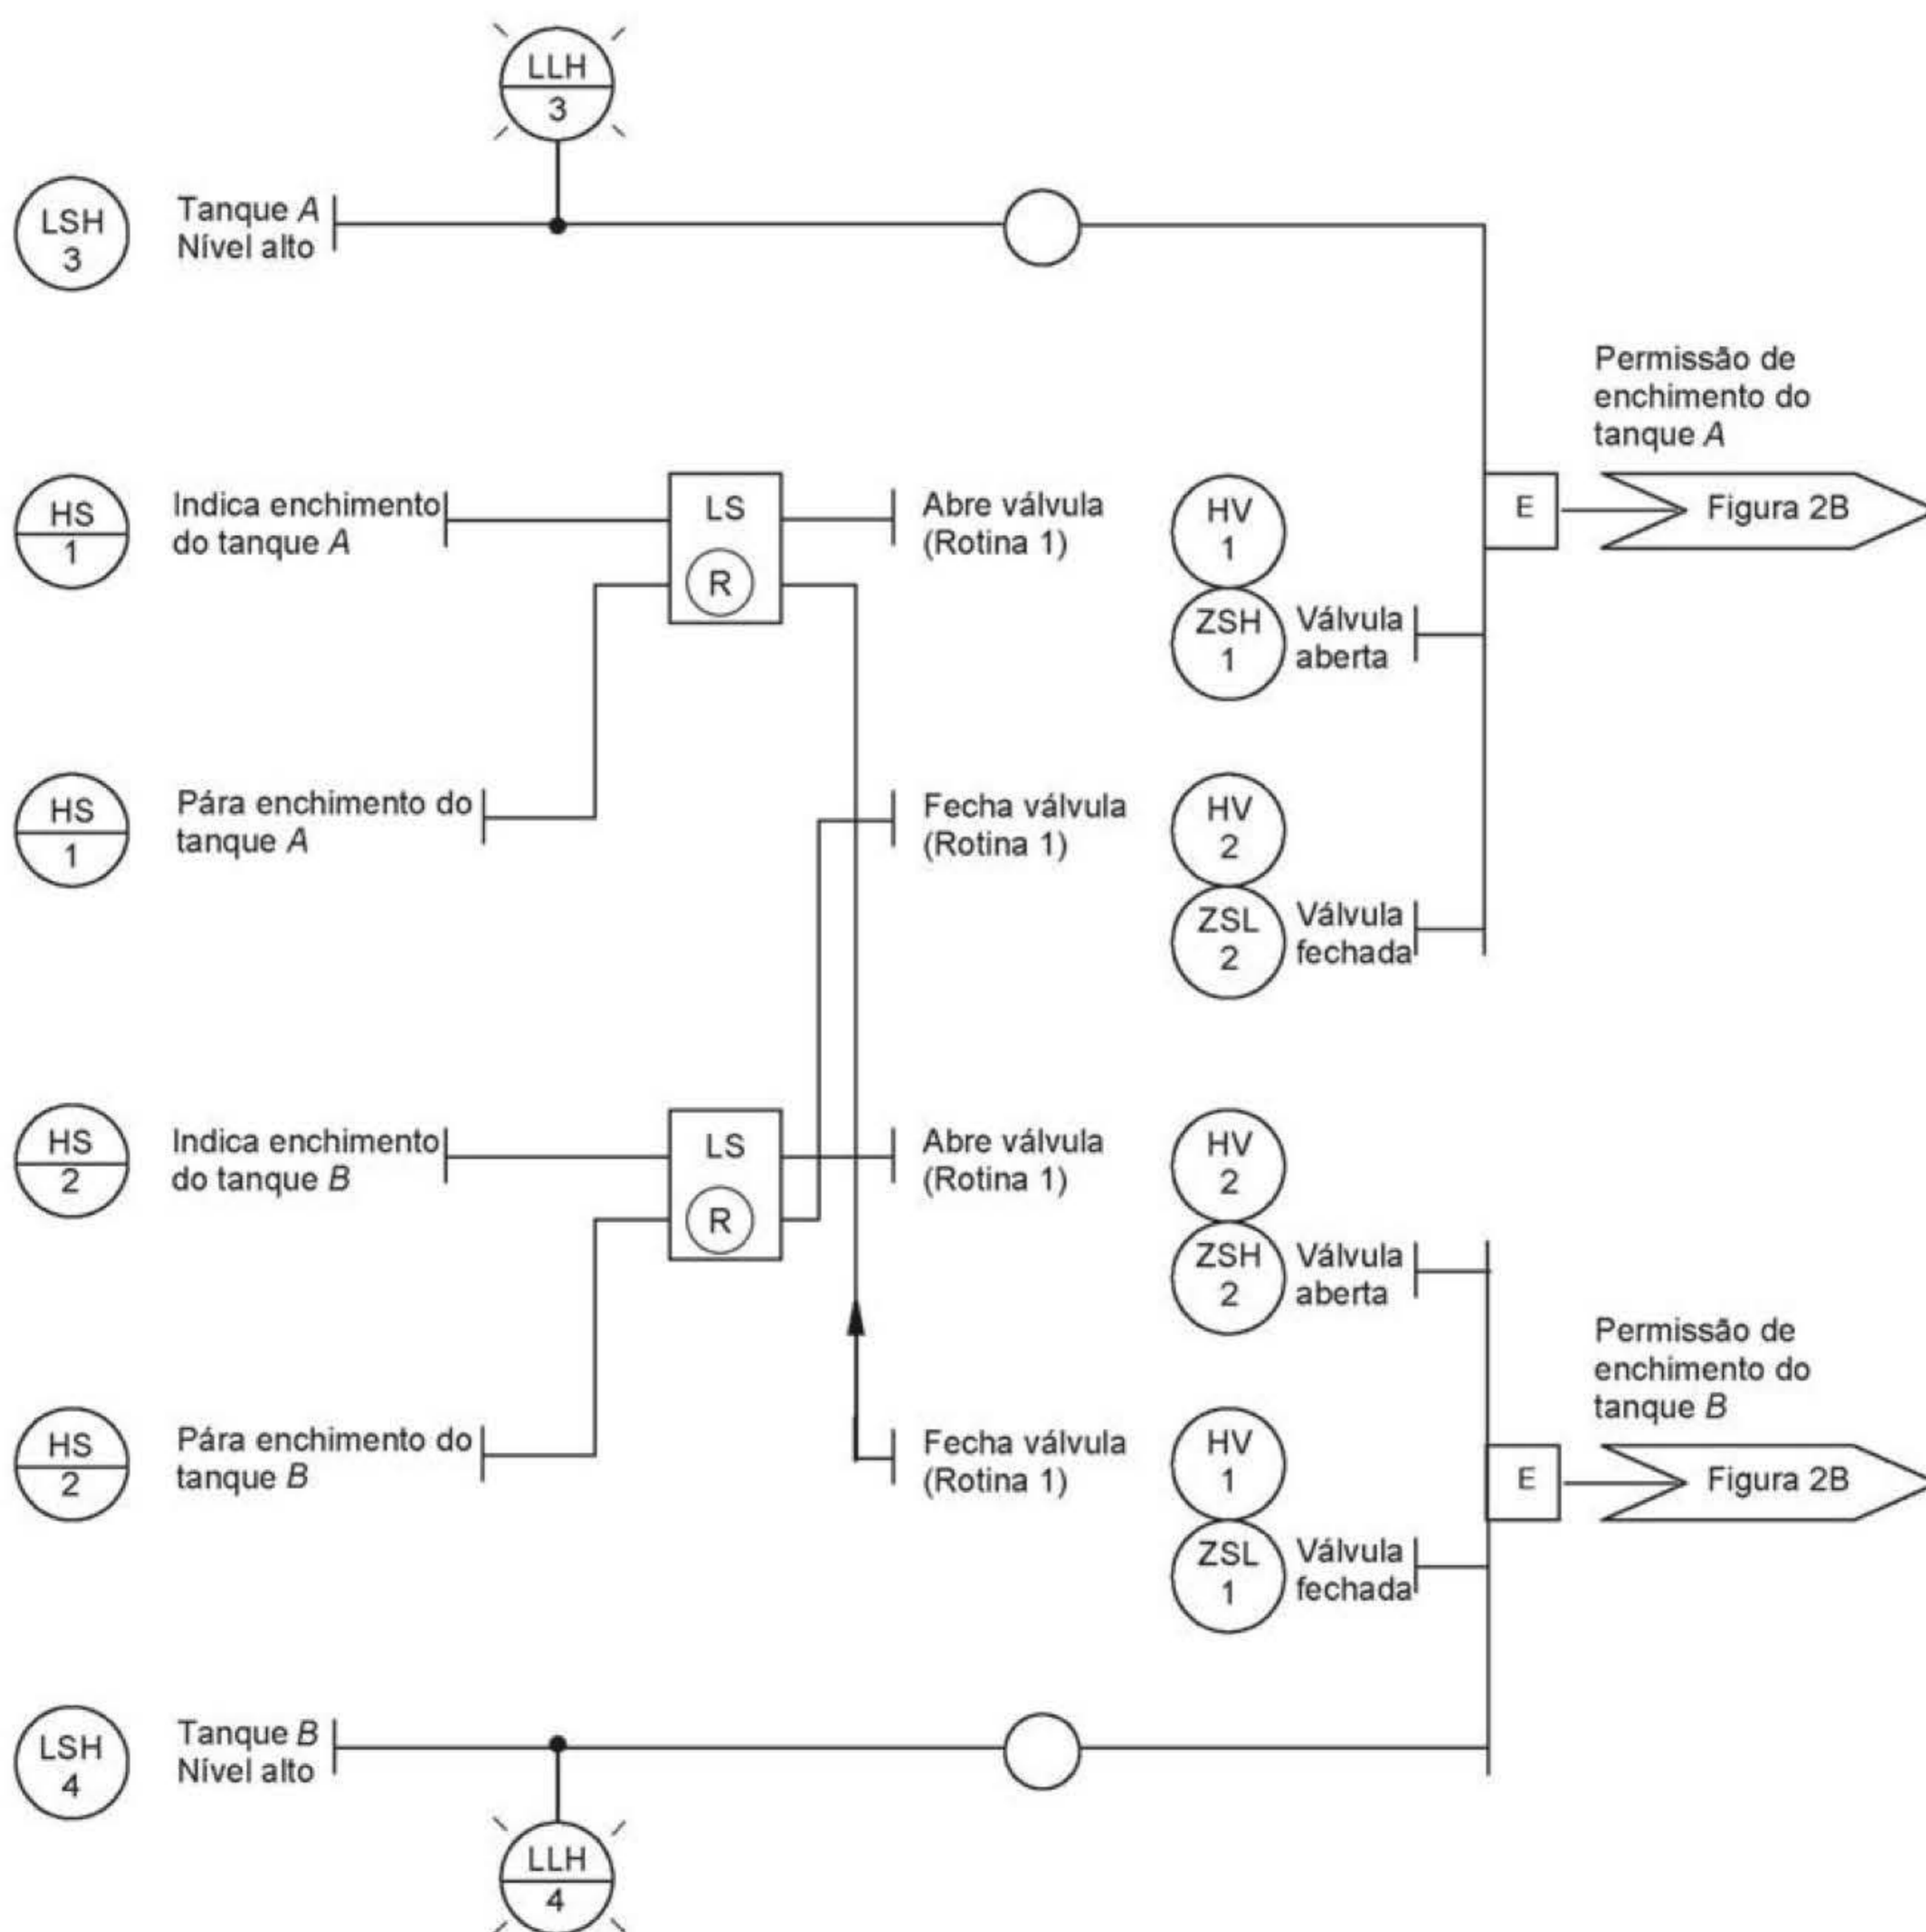 LLH
3
LSH
3
Tanque A
Nível alto
Permissão de
enchimento do
tanque A
HS
1
Indica enchimento
do tanque A
LS
R
Abre válvula
(Rotina 1)
HV
1
E
Figura 2B
ZSH
1
Válvula
aberta
HS
1
Pára enchimento do
tanque A
Fecha válvula
(Rotina 1)
HV
2
ZSL
2
Válvula
fechada
HS
2
Indica enchimento
do tanque B
LS
R
Abre válvula
(Rotina 1)
HV
2
ZSH
2
Válvula
aberta
Permissão de
enchimento do
tanque B
HS
2
Pára enchimento do
tanque B
Fecha válvula
(Rotina 1)
HV
1
E
Figura 2B
ZSL
1
Válvula
fechada
LSH
4
Tanque B
Nível alto
LLH
4